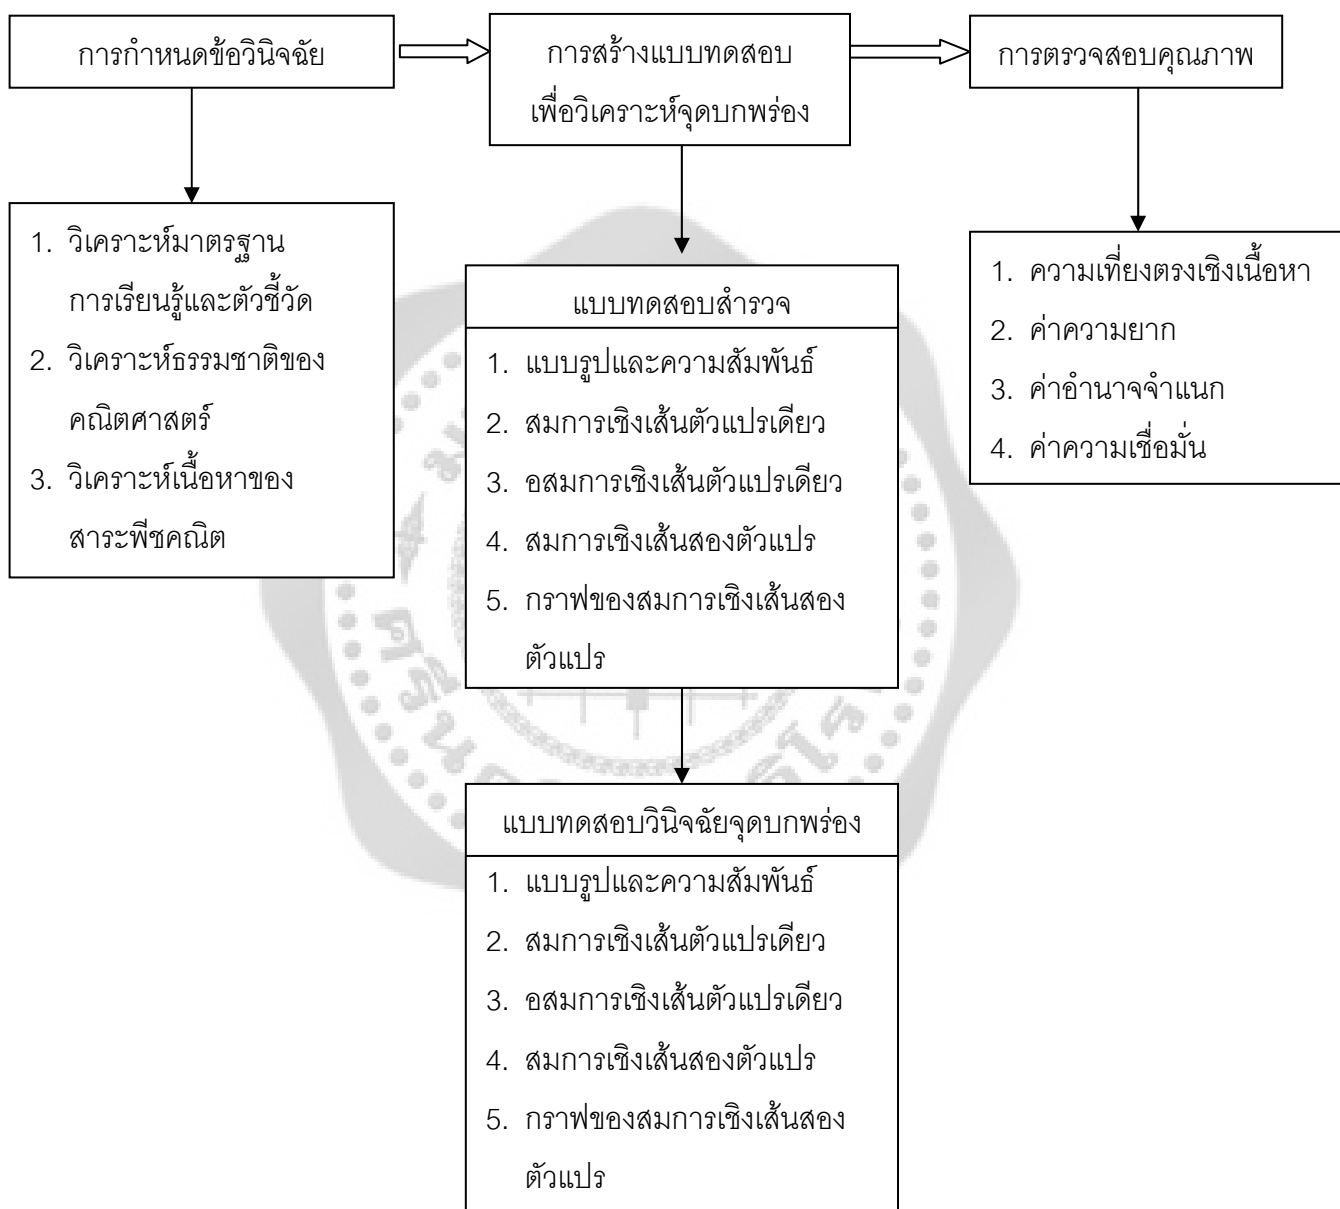 การกำหนดข้อวินิจฉัย
การสร้างแบบทดสอบ
เพื่อวิเคราะห์จุดบกพร่อง
การตรวจสอบคุณภาพ
1. วิเคราะห์มาตรฐาน
การเรียนรู้และตัวชี้วัด
2. วิเคราะห์ธรรมชาติของ
คณิตศาสตร์
3. วิเคราะห์เนื้อหาของ
สาระพีชคณิต
แบบทดสอบสำรวจ
1. แบบรูปและความสัมพันธ์
2. สมการเชิงเส้นตัวแปรเดียว
3. อสมการเชิงเส้นตัวแปรเดียว
4. สมการเชิงเส้นสองตัวแปร
5. กราฟของสมการเชิงเส้นสอง
ตัวแปร
1. ความเที่ยงตรงเชิงเนื้อหา
2. ค่าความยาก
3. ค่าอำนาจจำแนก
4. ค่าความเชื่อมั่น
แบบทดสอบวินิจฉัยจุดบกพร่อง
1. แบบรูปและความสัมพันธ์
2. สมการเชิงเส้นตัวแปรเดียว
3. อสมการเชิงเส้นตัวแปรเดียว
4. สมการเชิงเส้นสองตัวแปร
5. กราฟของสมการเชิงเส้นสอง
ตัวแปร